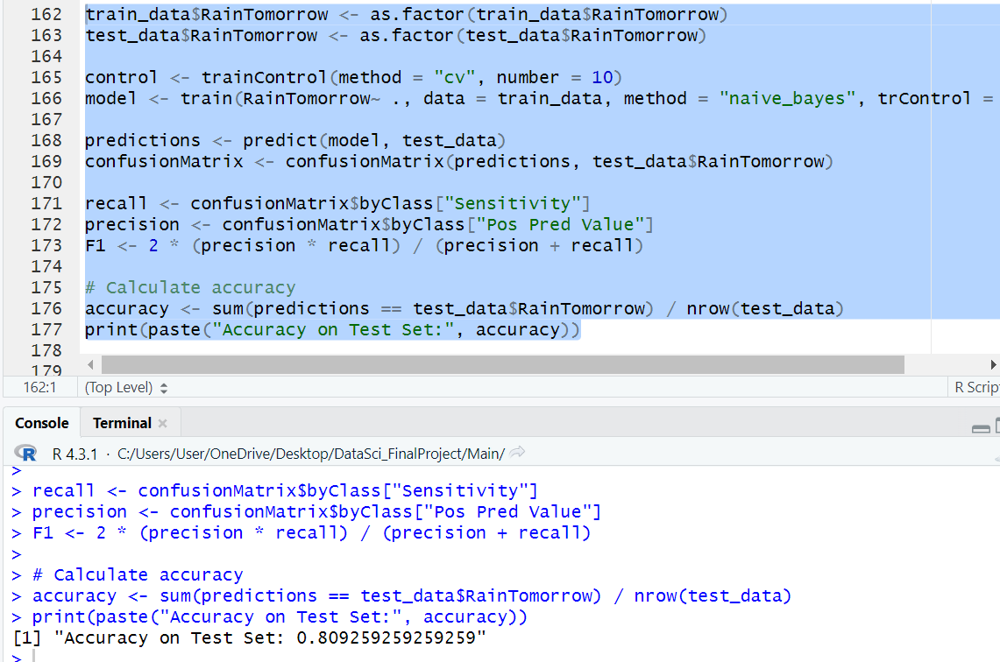 162 train_data$RainTomorrow <- as.factor(train_data$RainTomorrow)
163 test_data$RainTomorrow <- as.factor(test_data$RainTomorrow)
164
165 control <- trainControl(method = "cv", number = 10)
166 model <- train(RainTomorrow~ ., data = train_data, method = "naive_bayes", trControl =
167
168 predictions <- predict(model, test_data)
169 confusionMatrix <- confusionMatrix(predictions, test_data$RainTomorrow)
170
171 recall <- confusionMatrix$byClass["Sensitivity"]
172 precision <- confusionMatrix$byClass["Pos Pred Value"]
173 F1 <- 2 * (precision * recall) / (precision + recall)
174
175 # Calculate accuracy
176 accuracy <- sum(predictions == test_data$RainTomorrow) / nrow(test_data)
177 print(paste("Accuracy on Test Set:", accuracy))
178
179
162:1 (Top Level) R Scrip
Console Terminal
R R 4.3.1 · C:/Users/User/OneDrive/Desktop/DataSci_FinalProject/Main/
>
> recall <- confusionMatrix$byClass["Sensitivity"]
> precision <- confusionMatrix$byClass["Pos Pred Value"]
> F1 <- 2 * (precision * recall) / (precision + recall)
>
> # Calculate accuracy
> accuracy <- sum(predictions == test_data$RainTomorrow) / nrow(test_data)
> print(paste("Accuracy on Test Set:", accuracy))
[1] "Accuracy on Test Set: 0.809259259259259"
>